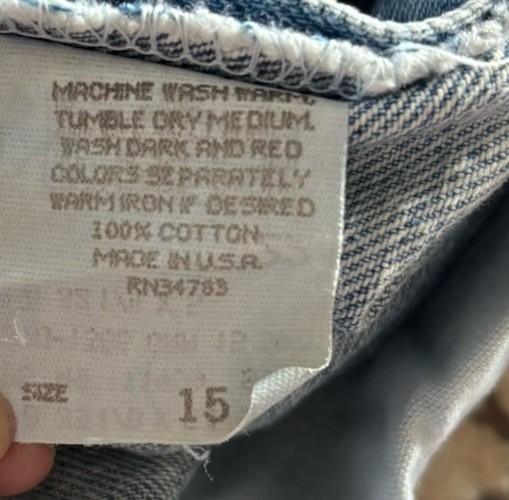 MACHINE WASH WARM,
TUMBLE DRY MEDIUM.
WASH DARK AND RED
COLORS SEPARATELY
WARM IRON IF DESIRED
100% COTTON
MADE IN U.S.A.
RN34783
SIZE 15